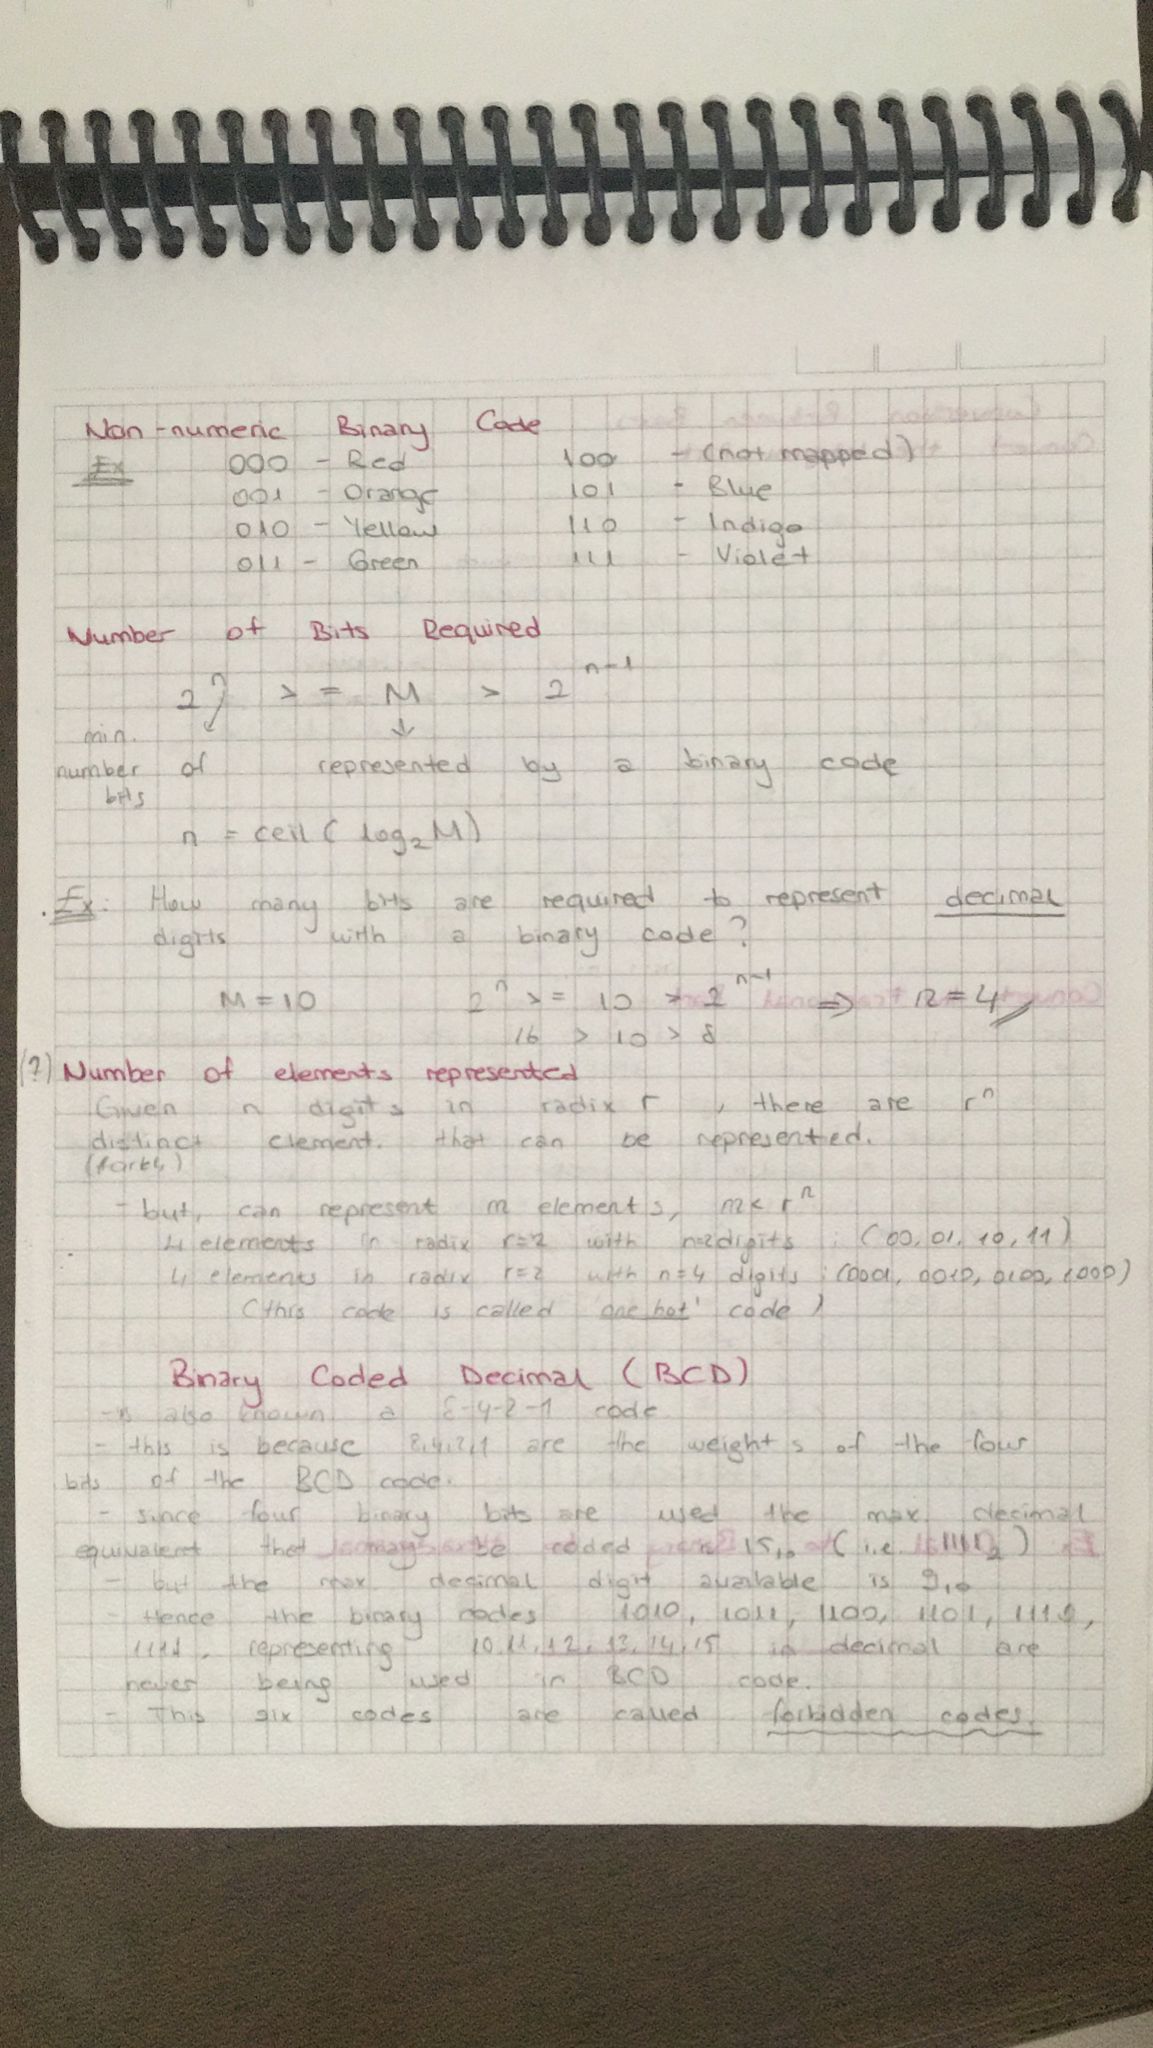 Non-numeric Binary Code
Ex 000 - Red 100 - (not mapped)
001 - Orange 101 - Blue
010 - Yellow 110 - Indigo
011 - Green 111 - Violet
Number of Bits Required
2^n >= M > 2^n-1
min.
number of represented by a binary code
bits
n = ceil( log₂M)
Ex: How many bits are required to represent decimal
digits with a binary code?
M = 10 2^n >= 10 > 2^n-1 ⇒ n = 4
16 > 10 > 8
(?) Number of elements represented
Given n digits in radix r, there are r^n
distinct element. that can be represented.
(farklı)
- but, can represent m elements, m< r^n
4 elements in radix r=2 with n=2 digits : (00, 01, 10, 11)
4 elements in radix r=2 with n=4 digits : (0001, 0010, 0100, 1000)
(this code is called one hot' code)
Binary Coded Decimal (BCD)
also known a 8-4-2-1 code
- this is because 8,4,2,1 are the weights of the four
bits of the BCD code.
- since four binary bits are used the max. decimal
equivalent that may be coded is 15₁₀ (i.e. 1111₂)
- but the max decimal digit available is 9₁₀
- Hence the binary codes 1010, 1011, 1100, 1101, 1110,
1111, representing 10,11,12,13,14,15 in decimal are
never being used in BCD code.
- This six codes are called forbidden codes.